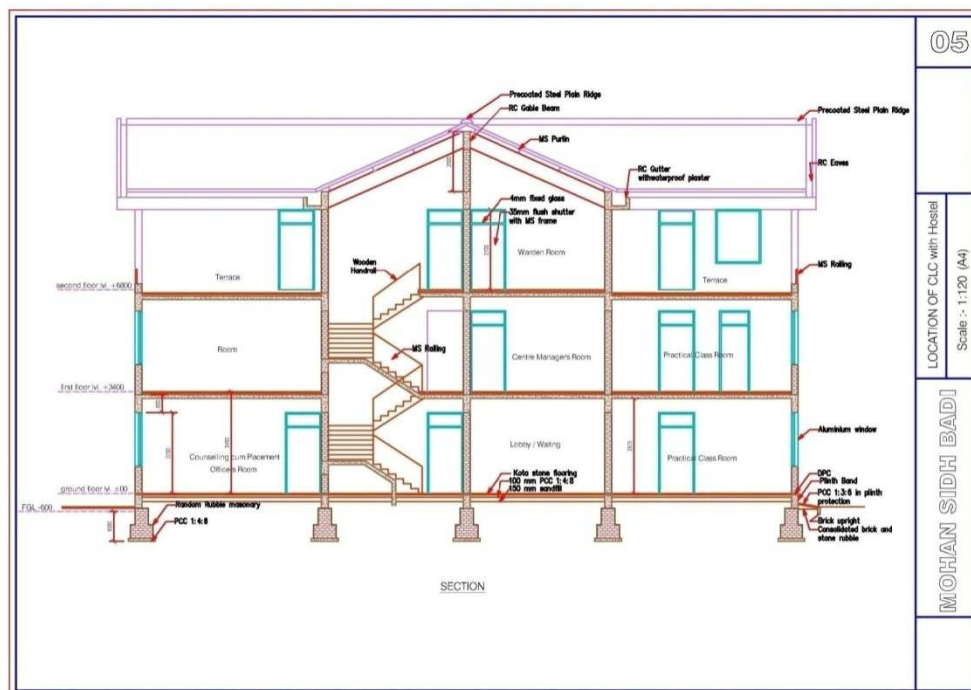 05
Precoated Steel Plain Ridge
RC Gable Beam
Precoated Steel Plain Ridge
MS Purlin
RC Gutter
withwaterproof plaster
RC Eaves
4mm fixed glass
35mm flush shutter
with MS frame
Warden Room
Wooden
Handrail
Terrace
Terrace
MS Railing
second floor lvl. +6800
Room
MS Railing
Centre Managers Room
Practical Class Room
first floor lvl. +3400
Aluminium window
Counseling cum Placement
Officers Room
Lobby / Waiting
Practical Class Room
Kota stone flooring
100 mm PCC 1:4:8
150 mm sandfill
ground floor lvl. ±00
DPC
Plinth Band
PCC 1:3:6 in plinth
protection
FGL -600
Random Rubble masonary
PCC 1:4:8
Brick upright
Consolidated brick and
stone rubble
SECTION
LOCATION OF CLC with Hostel
Scale :- 1:120 (A4)
MOHAN SIDH BADI